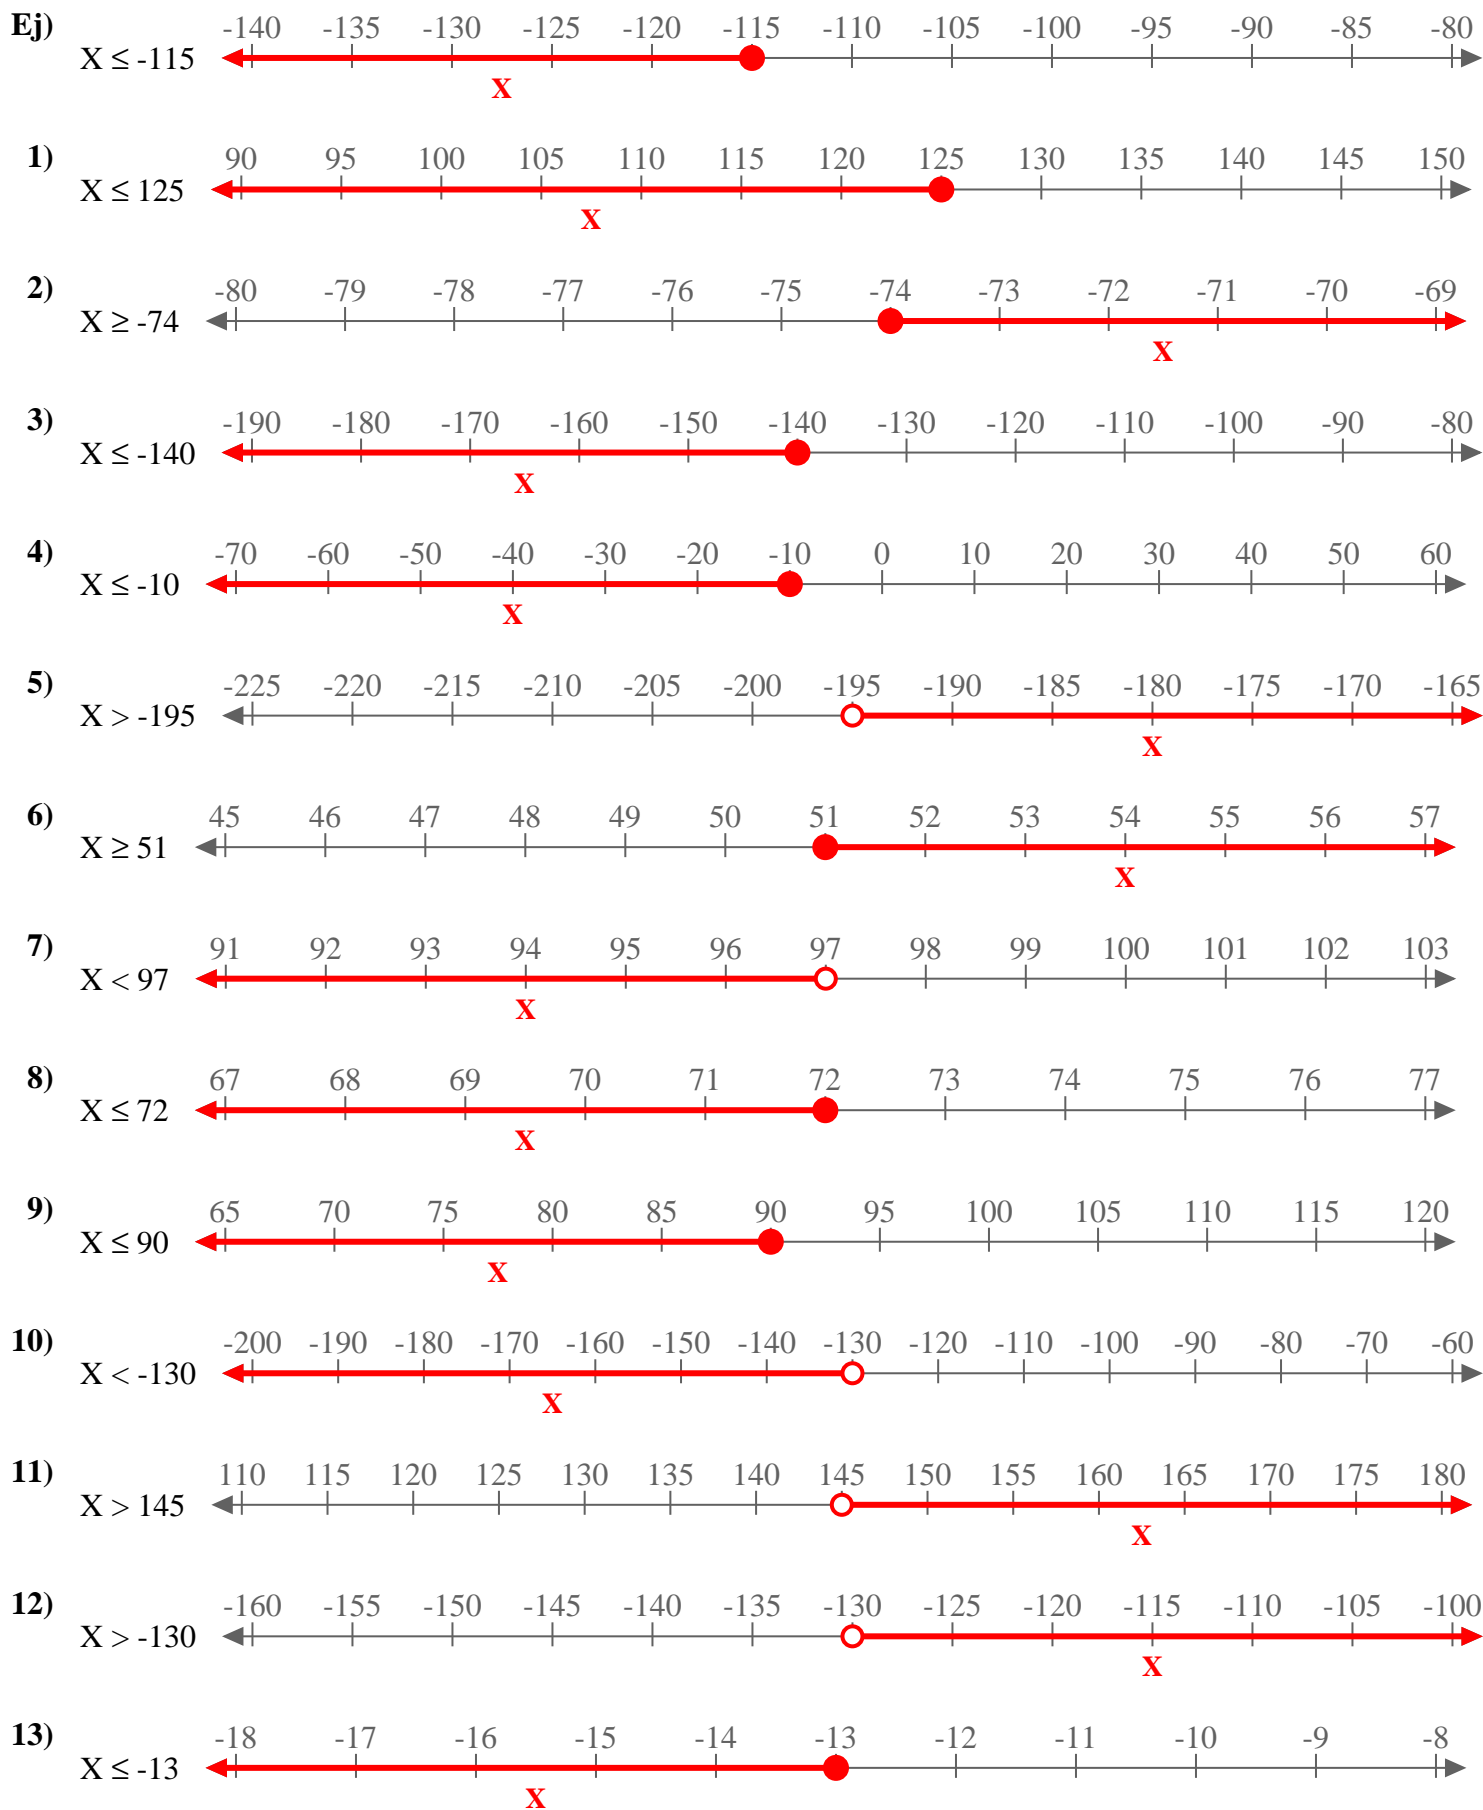 Ej) -140 -135 -130 -125 -120 -115 -110 -105 -100 -95 -90 -85 -80
X ≤ -115
X
1) 90 95 100 105 110 115 120 125 130 135 140 145 150
X ≤ 125
X
2) -80 -79 -78 -77 -76 -75 -74 -73 -72 -71 -70 -69
X ≥ -74
X
3) -190 -180 -170 -160 -150 -140 -130 -120 -110 -100 -90 -80
X ≤ -140
X
4) -70 -60 -50 -40 -30 -20 -10 0 10 20 30 40 50 60
X ≤ -10
X
5) -225 -220 -215 -210 -205 -200 -195 -190 -185 -180 -175 -170 -165
X > -195
X
6) 45 46 47 48 49 50 51 52 53 54 55 56 57
X ≥ 51
X
7) 91 92 93 94 95 96 97 98 99 100 101 102 103
X < 97
X
8) 67 68 69 70 71 72 73 74 75 76 77
X ≤ 72
X
9) 65 70 75 80 85 90 95 100 105 110 115 120
X ≤ 90
X
10) -200 -190 -180 -170 -160 -150 -140 -130 -120 -110 -100 -90 -80 -70 -60
X < -130
X
11) 110 115 120 125 130 135 140 145 150 155 160 165 170 175 180
X > 145
X
12) -160 -155 -150 -145 -140 -135 -130 -125 -120 -115 -110 -105 -100
X > -130
X
13) -18 -17 -16 -15 -14 -13 -12 -11 -10 -9 -8
X ≤ -13
X